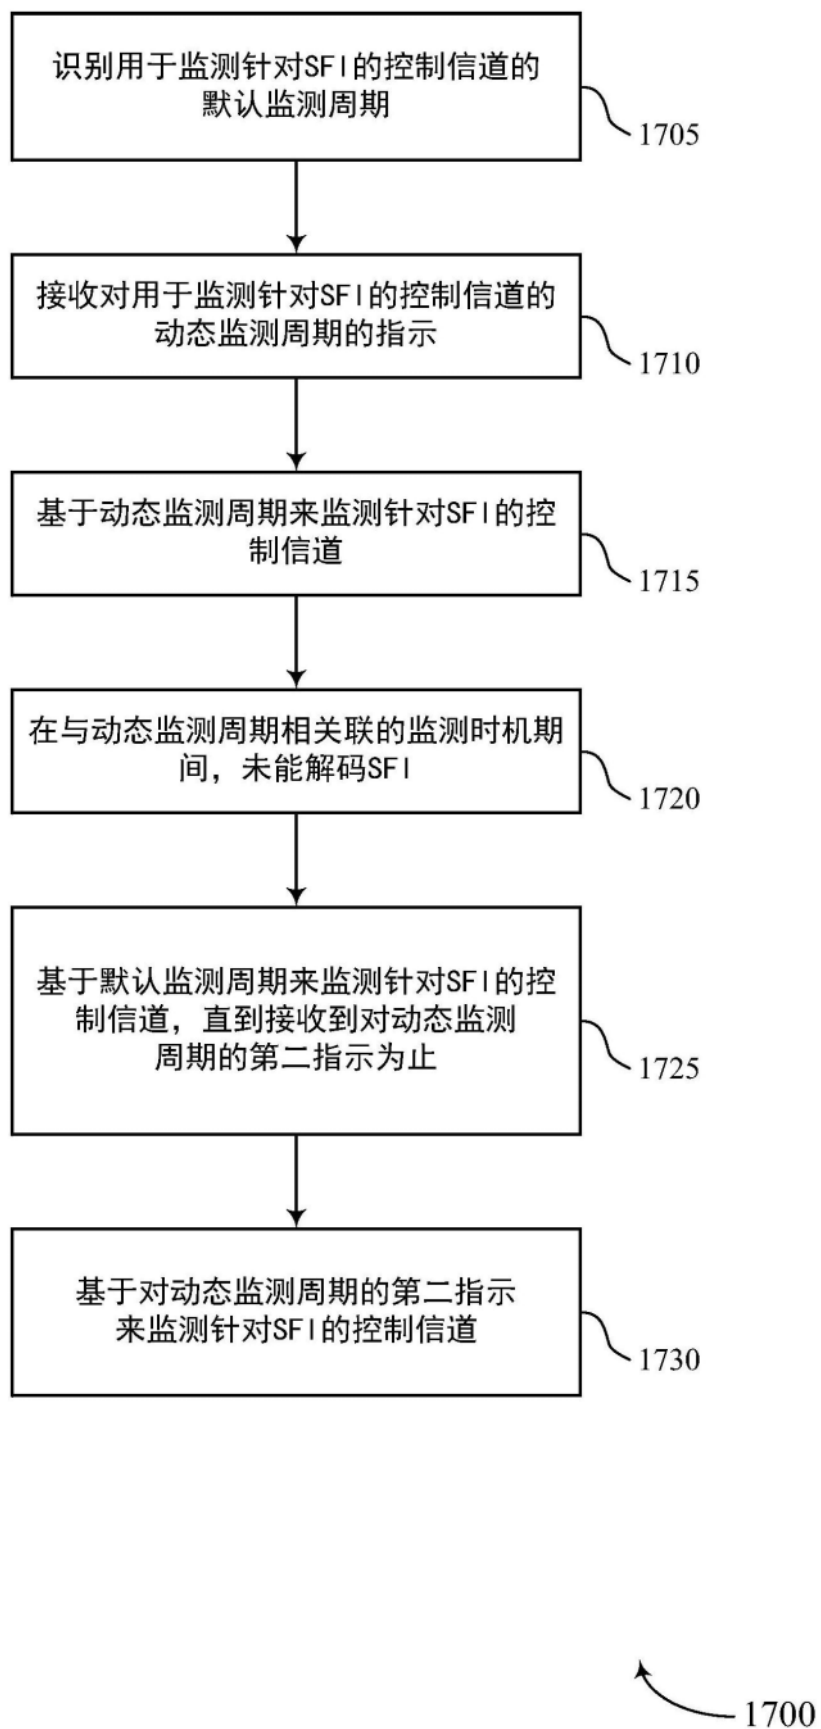 识别用于监测针对SFI的控制信道的
默认监测周期
1705
接收对用于监测针对SFI的控制信道的
动态监测周期的指示
1710
基于动态监测周期来监测针对SFI的控
制信道
1715
在与动态监测周期相关联的监测时机期
间，未能解码SFI
1720
基于默认监测周期来监测针对SFI的控
制信道，直到接收到对动态监测
周期的第二指示为止
1725
基于对动态监测周期的第二指示
来监测针对SFI的控制信道
1730
1700